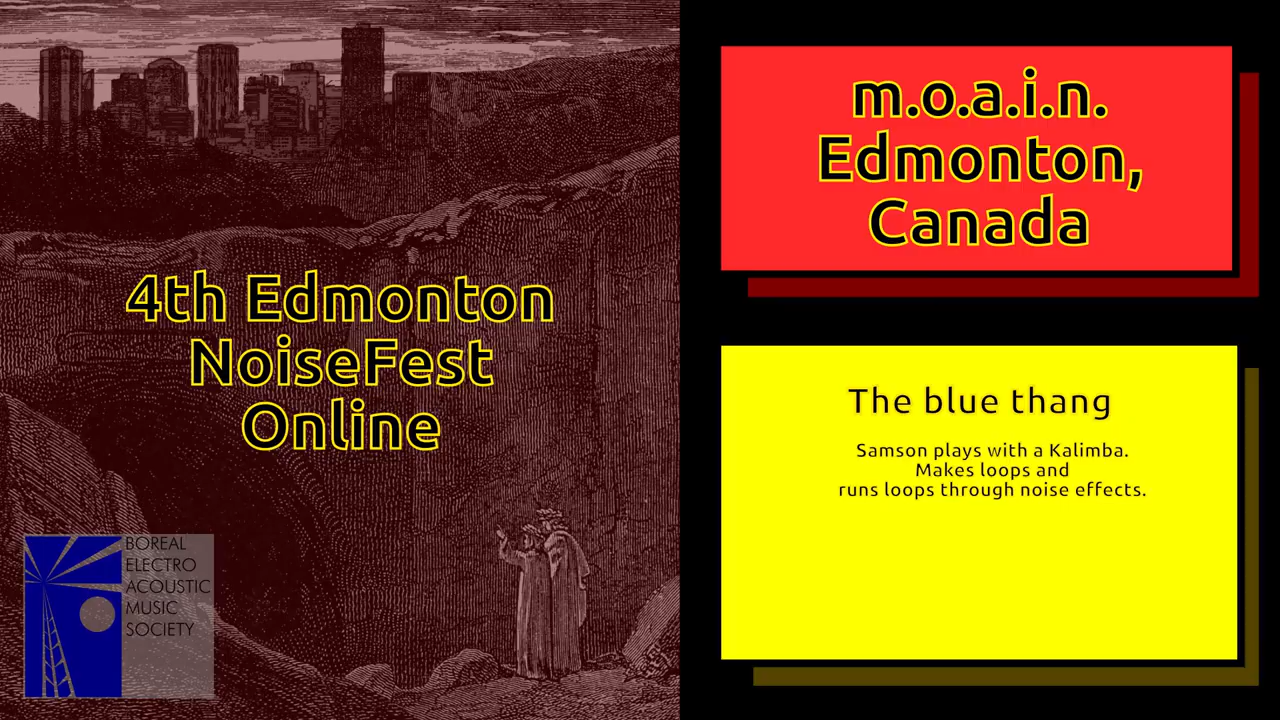 4th Edmonton
NoiseFest
Online
BOREAL
ELECTRO
ACOUSTIC
MUSIC
SOCIETY
m.o.a.i.n.
Edmonton,
Canada
The blue thang
Samson plays with a Kalimba.
Makes loops and
runs loops through noise effects.